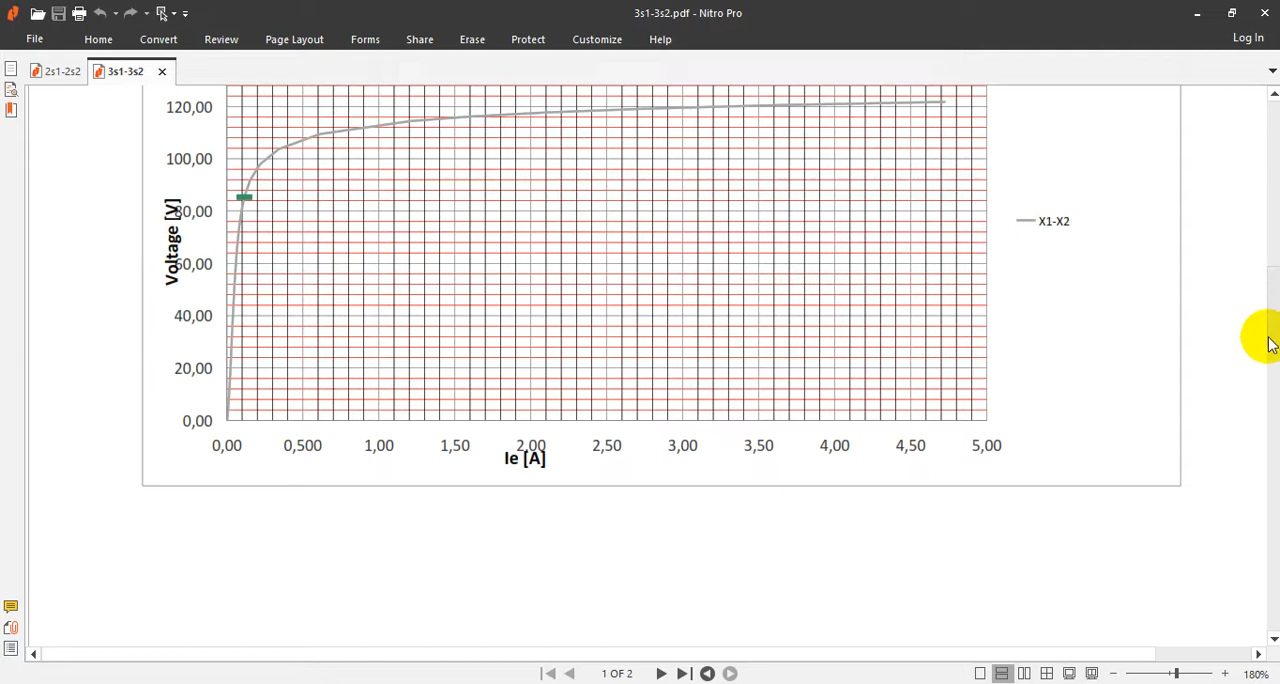 3s1-3s2.pdf - Nitro Pro
File Home Convert Review Page Layout Forms Share Erase Protect Customize Help Log In
2s1-2s2 3s1-3s2
120,00
100,00
80,00
60,00
40,00
20,00
0,00
Voltage [V]
X1-X2
0,00 0,500 1,00 1,50 2,00 2,50 3,00 3,50 4,00 4,50 5,00
Ie [A]
1 OF 2
180%